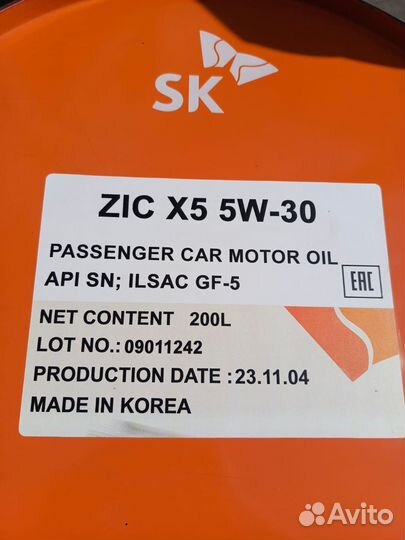 SK
ZIC X5 5W-30
PASSENGER CAR MOTOR OIL
API SN; ILSAC GF-5
EAC
NET CONTENT 200L
LOT NO.: 09011242
PRODUCTION DATE : 23.11.04
MADE IN KOREA
Avito